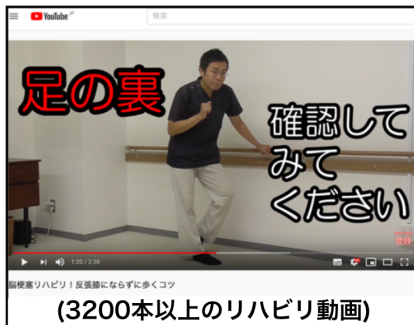 YouTube JP
検索
足の裏
確認して
みて
ください
1:20 / 2:38
脳梗塞リハビリ！反張膝にならずに歩くコツ
(3200本以上のリハビリ動画)